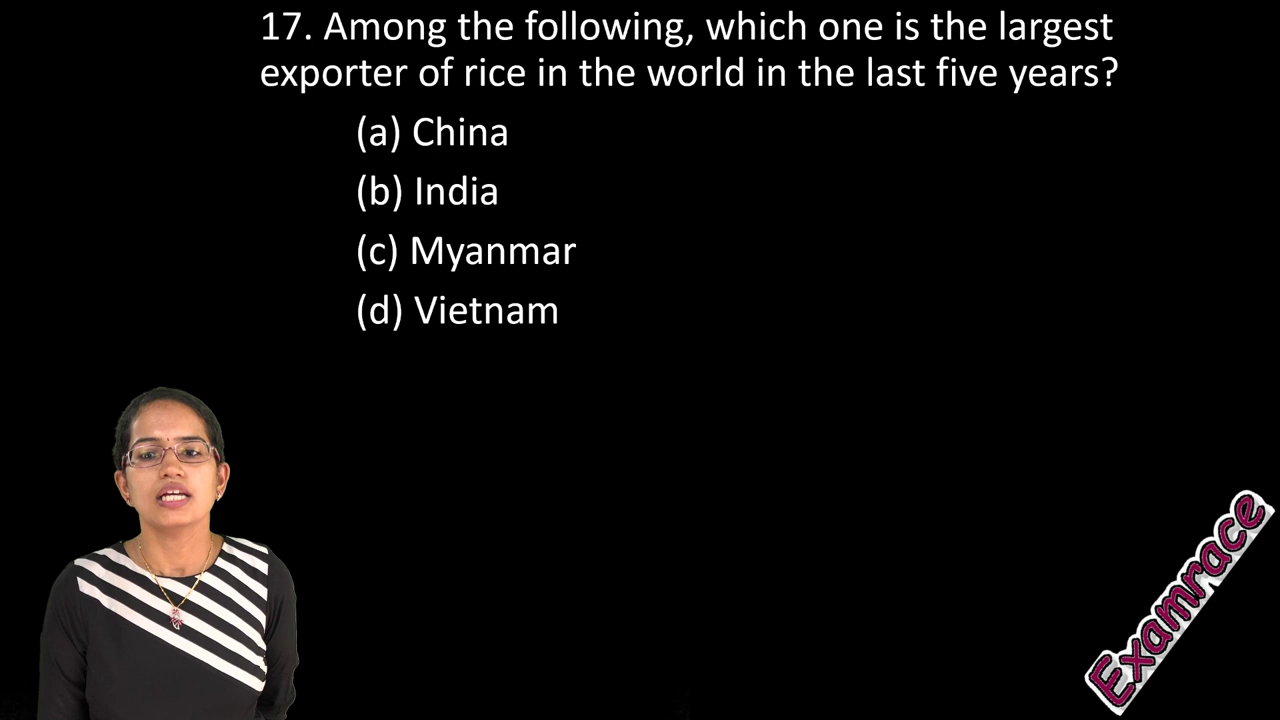 17. Among the following, which one is the largest
exporter of rice in the world in the last five years?
(a) China
(b) India
(c) Myanmar
(d) Vietnam
Examrace